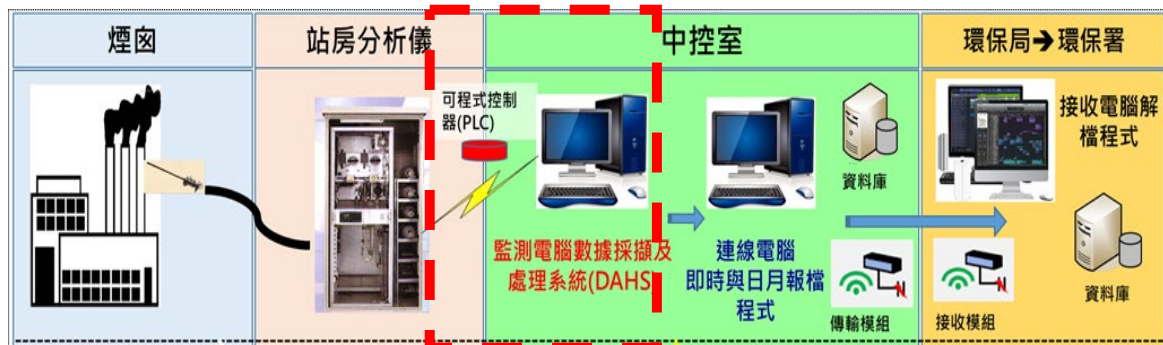 煙囪
站房分析儀
中控室
環保局→環保署
可程式控制
器(PLC)
監測電腦數據採擷及
處理系統(DAHS)
連線電腦
即時與日月報檔
程式
資料庫
傳輸模組
接收電腦解
檔程式
接收模組
資料庫